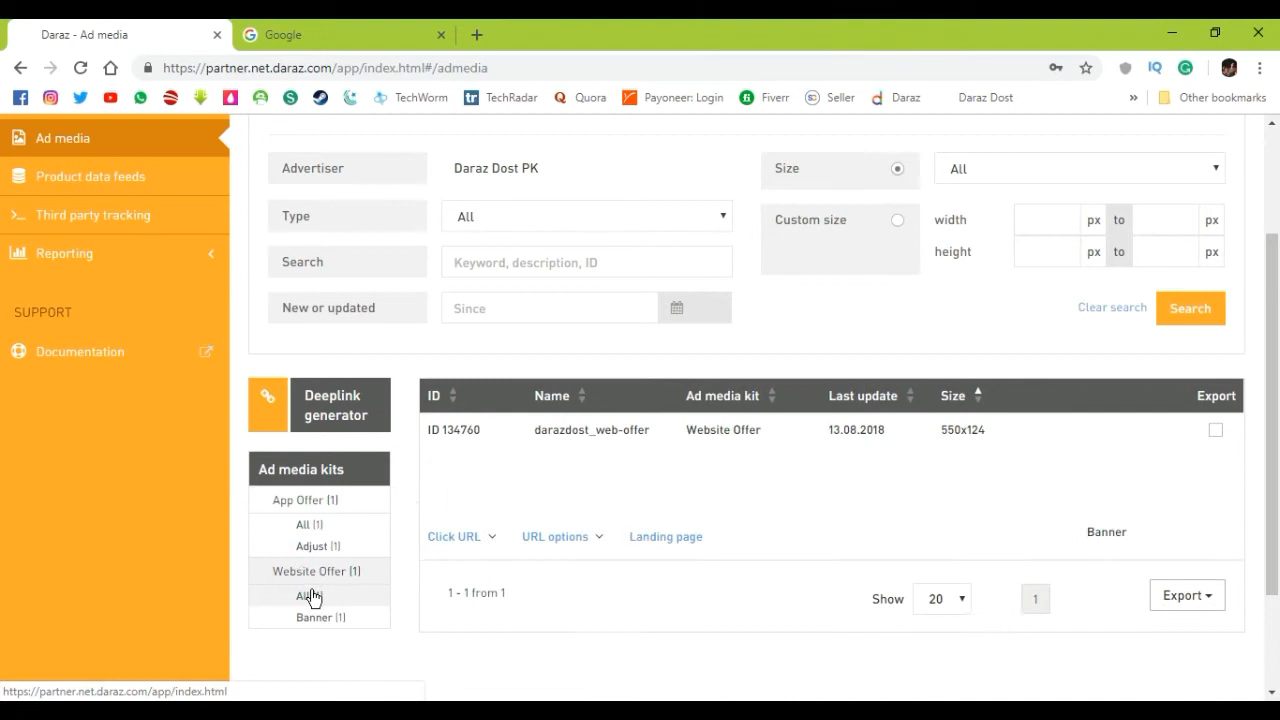 Daraz - Ad media
Google
https://partner.net.daraz.com/app/index.html#/admedia
TechWorm
TechRadar
Quora
Payoneer: Login
Fiverr
Seller
Daraz
Daraz Dost
Other bookmarks
Ad media
Product data feeds
Third party tracking
Reporting
SUPPORT
Documentation
Advertiser
Daraz Dost PK
Size
All
Type
All
Custom size
width
px to px
height
px to px
Search
Keyword, description, ID
New or updated
Since
Clear search
Search
Deeplink
generator
Ad media kits
App Offer (1)
All (1)
Adjust (1)
Website Offer (1)
Banner (1)
ID Name Ad media kit Last update Size Export
ID 134760 darazdost_web-offer Website Offer 13.08.2018 550x124
Banner
Click URL URL options Landing page
1 - 1 from 1
Show 20
1
Export
https://partner.net.daraz.com/app/index.html